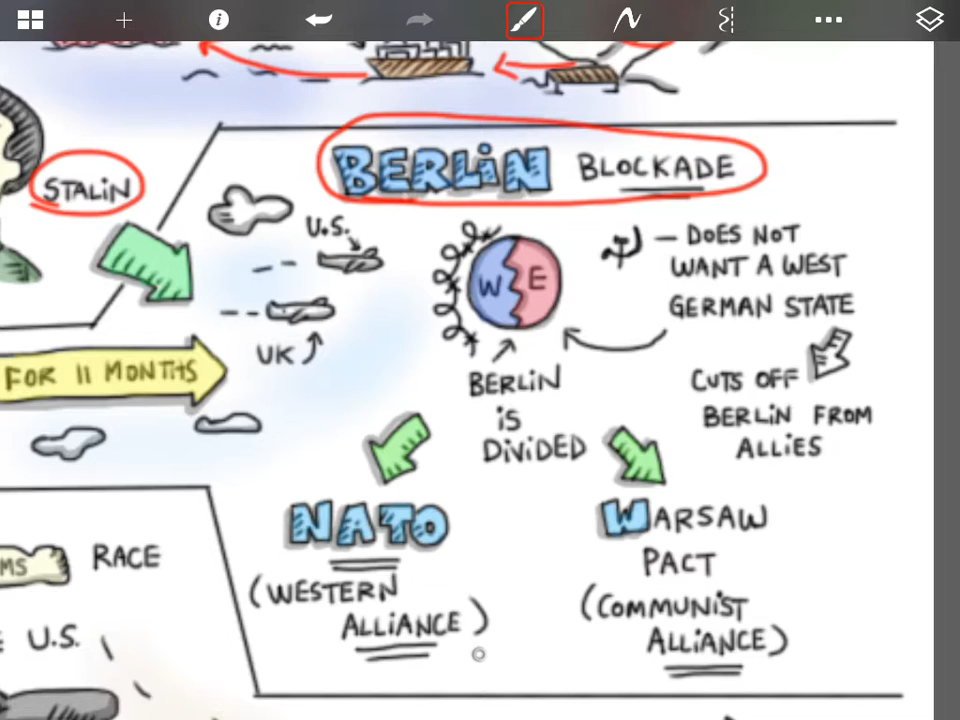 STALiN
BERLiN BLOCKADE
U.S.
UK
FOR 11 MONTHS
W E
BERLiN
iS
DiViDED
— DOES NOT
WANT A WEST
GERMAN STATE
CUTS OFF
BERLiN FROM
ALLiES
NATO
(WESTERN
ALLiANCE)
WARSAW
PACT
(COMMUNiST
ALLiANCE)
MS RACE
U.S.